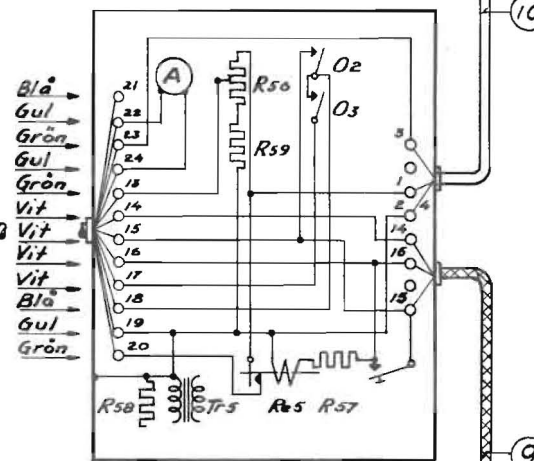 10
Blå 21
Gul 22
Grön 23
Gul 24
Grön 13
Vit 14
Vit 15
Vit 16
Vit 17
Blå 18
Gul 19
Grön 20
A
R56
R59
O2
O3
3
1
2 4
14
16
15
R58
Tr5
Re5 R57
9